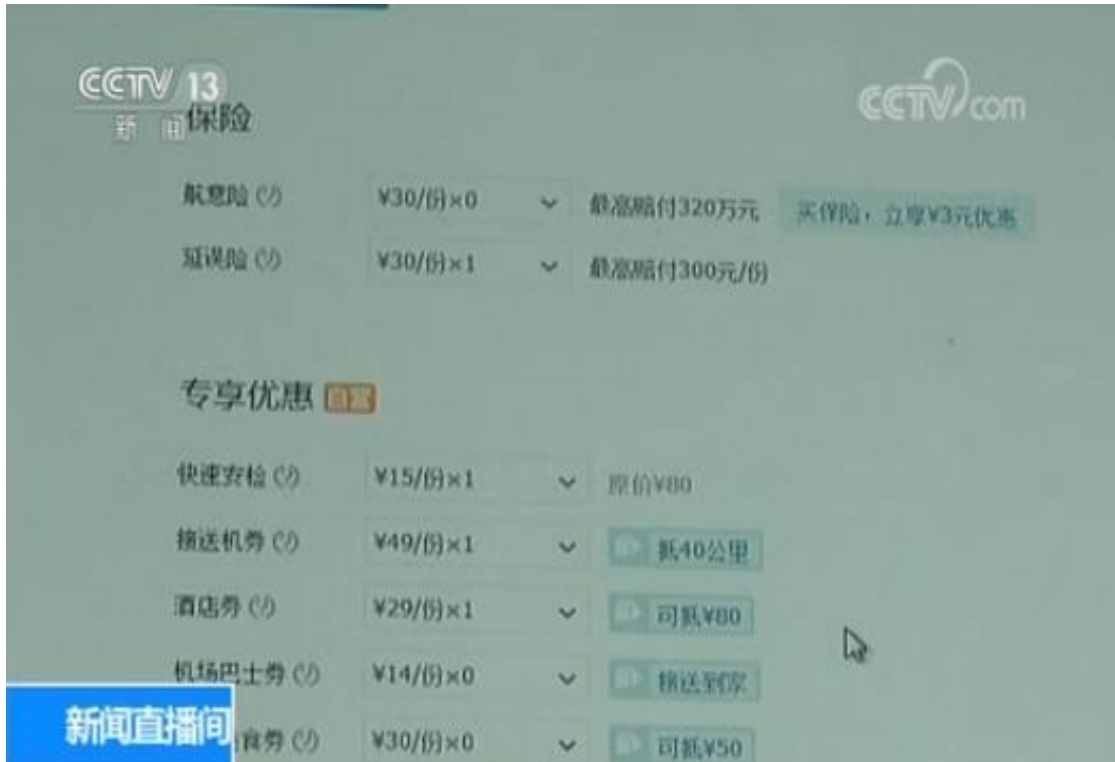 CCTV 13
新闻
CCTV.com
保险
航意险 (?) ¥30/份×0 最高赔付320万元 买保险，立享¥3元优惠
延误险 (?) ¥30/份×1 最高赔付300元/份
专享优惠 自营
快速安检 (?) ¥15/份×1 原价¥80
接送机券 (?) ¥49/份×1 抵40公里
酒店券 (?) ¥29/份×1 可抵¥80
机场巴士券 (?) ¥14/份×0 接送到家
食券 (?) ¥30/份×0 可抵¥50
新闻直播间